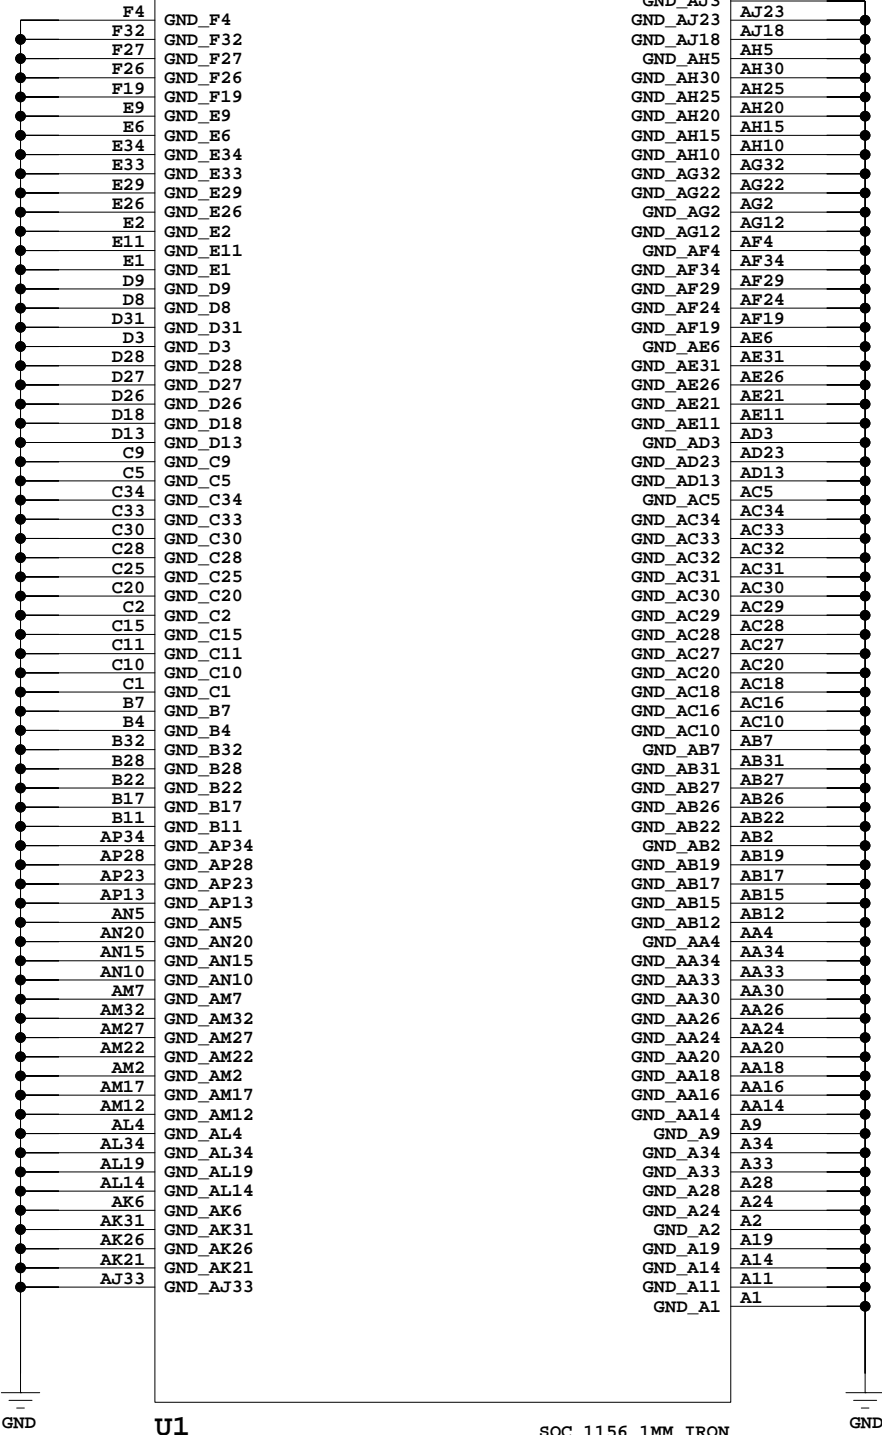 F4 GND_F4
F32 GND_F32
F27 GND_F27
F26 GND_F26
F19 GND_F19
E9 GND_E9
E6 GND_E6
E34 GND_E34
E33 GND_E33
E29 GND_E29
E26 GND_E26
E2 GND_E2
E11 GND_E11
E1 GND_E1
D9 GND_D9
D8 GND_D8
D31 GND_D31
D3 GND_D3
D28 GND_D28
D27 GND_D27
D26 GND_D26
D18 GND_D18
D13 GND_D13
C9 GND_C9
C5 GND_C5
C34 GND_C34
C33 GND_C33
C30 GND_C30
C28 GND_C28
C25 GND_C25
C20 GND_C20
C2 GND_C2
C15 GND_C15
C11 GND_C11
C10 GND_C10
C1 GND_C1
B7 GND_B7
B4 GND_B4
B32 GND_B32
B28 GND_B28
B22 GND_B22
B17 GND_B17
B11 GND_B11
AP34 GND_AP34
AP28 GND_AP28
AP23 GND_AP23
AP13 GND_AP13
AN5 GND_AN5
AN20 GND_AN20
AN15 GND_AN15
AN10 GND_AN10
AM7 GND_AM7
AM32 GND_AM32
AM27 GND_AM27
AM22 GND_AM22
AM2 GND_AM2
AM17 GND_AM17
AM12 GND_AM12
AL4 GND_AL4
AL34 GND_AL34
AL19 GND_AL19
AL14 GND_AL14
AK6 GND_AK6
AK31 GND_AK31
AK26 GND_AK26
AK21 GND_AK21
AJ33 GND_AJ33
GND
GND_AJ3
GND_AJ23 AJ23
GND_AJ18 AJ18
GND_AH5 AH5
GND_AH30 AH30
GND_AH25 AH25
GND_AH20 AH20
GND_AH15 AH15
GND_AH10 AH10
GND_AG32 AG32
GND_AG22 AG22
GND_AG2 AG2
GND_AG12 AG12
GND_AF4 AF4
GND_AF34 AF34
GND_AF29 AF29
GND_AF24 AF24
GND_AF19 AF19
GND_AE6 AE6
GND_AE31 AE31
GND_AE26 AE26
GND_AE21 AE21
GND_AE11 AE11
GND_AD3 AD3
GND_AD23 AD23
GND_AD13 AD13
GND_AC5 AC5
GND_AC34 AC34
GND_AC33 AC33
GND_AC32 AC32
GND_AC31 AC31
GND_AC30 AC30
GND_AC29 AC29
GND_AC28 AC28
GND_AC27 AC27
GND_AC20 AC20
GND_AC18 AC18
GND_AC16 AC16
GND_AC10 AC10
GND_AB7 AB7
GND_AB31 AB31
GND_AB27 AB27
GND_AB26 AB26
GND_AB22 AB22
GND_AB2 AB2
GND_AB19 AB19
GND_AB17 AB17
GND_AB15 AB15
GND_AB12 AB12
GND_AA4 AA4
GND_AA34 AA34
GND_AA33 AA33
GND_AA30 AA30
GND_AA26 AA26
GND_AA24 AA24
GND_AA20 AA20
GND_AA18 AA18
GND_AA16 AA16
GND_AA14 AA14
GND_A9 A9
GND_A34 A34
GND_A33 A33
GND_A28 A28
GND_A24 A24
GND_A2 A2
GND_A19 A19
GND_A14 A14
GND_A11 A11
GND_A1 A1
GND
U1
SOC 1156 1MM IRON